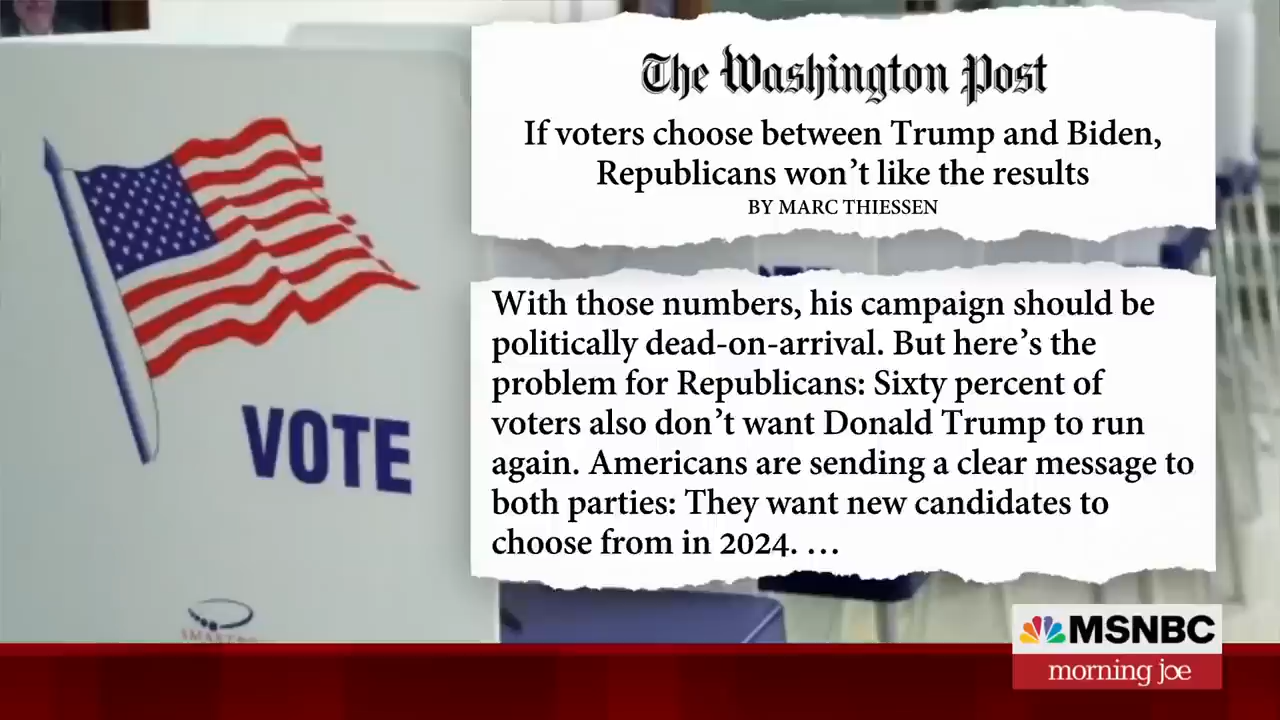 The Washington Post
If voters choose between Trump and Biden,
Republicans won't like the results
BY MARC THIESSEN
With those numbers, his campaign should be
politically dead-on-arrival. But here's the
problem for Republicans: Sixty percent of
voters also don't want Donald Trump to run
again. Americans are sending a clear message to
both parties: They want new candidates to
choose from in 2024. …
VOTE
MSNBC
morning joe